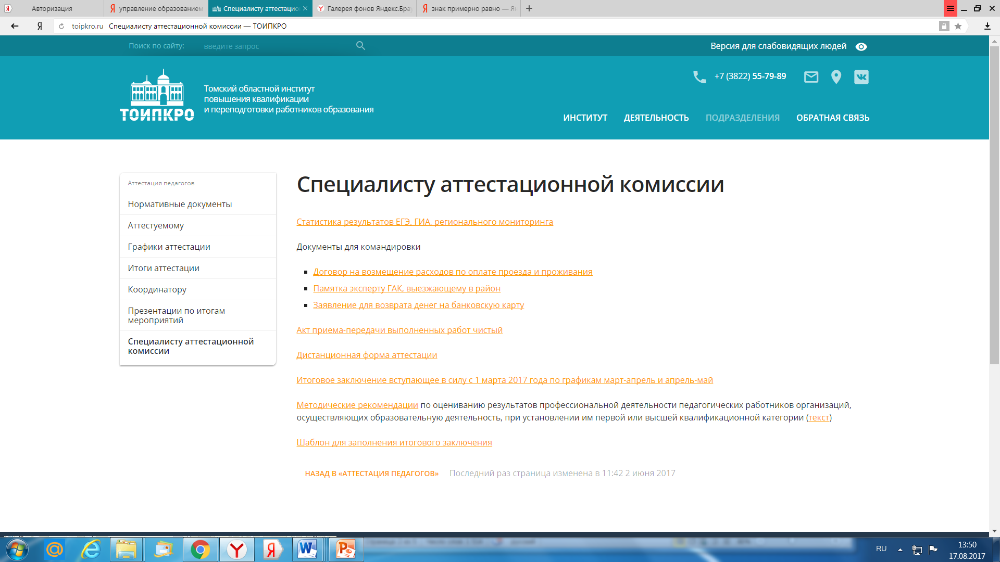 Авторизация
управление образованием
Специалисту аттестацио
Галерея фонов Яндекс.Брау
знак примерно равно — Ян
toipkro.ru Специалисту аттестационной комиссии — ТОИПКРО
Поиск по сайту: введите запрос
Версия для слабовидящих людей
+7 (3822) 55-79-89
ТОИПКРО
Томский областной институт
повышения квалификации
и переподготовки работников образования
ИНСТИТУТ ДЕЯТЕЛЬНОСТЬ ПОДРАЗДЕЛЕНИЯ ОБРАТНАЯ СВЯЗЬ
Аттестация педагогов
Нормативные документы
Аттестуемому
Графики аттестации
Итоги аттестации
Координатору
Презентации по итогам
мероприятий
Специалисту аттестационной
комиссии
Специалисту аттестационной комиссии
Статистика результатов ЕГЭ, ГИА, регионального мониторинга
Документы для командировки
Договор на возмещение расходов по оплате проезда и проживания
Памятка эксперту ГАК, выезжающему в район
Заявление для возврата денег на банковскую карту
Акт приема-передачи выполненных работ чистый
Дистанционная форма аттестации
Итоговое заключение вступающее в силу с 1 марта 2017 года по графикам март-апрель и апрель-май
Методические рекомендации по оцениванию результатов профессиональной деятельности педагогических работников организаций,
осуществляющих образовательную деятельность, при установлении им первой или высшей квалификационной категории (текст)
Шаблон для заполнения итогового заключения
НАЗАД В «АТТЕСТАЦИЯ ПЕДАГОГОВ» Последний раз страница изменена в 11:42 2 июня 2017
RU
13:50
17.08.2017